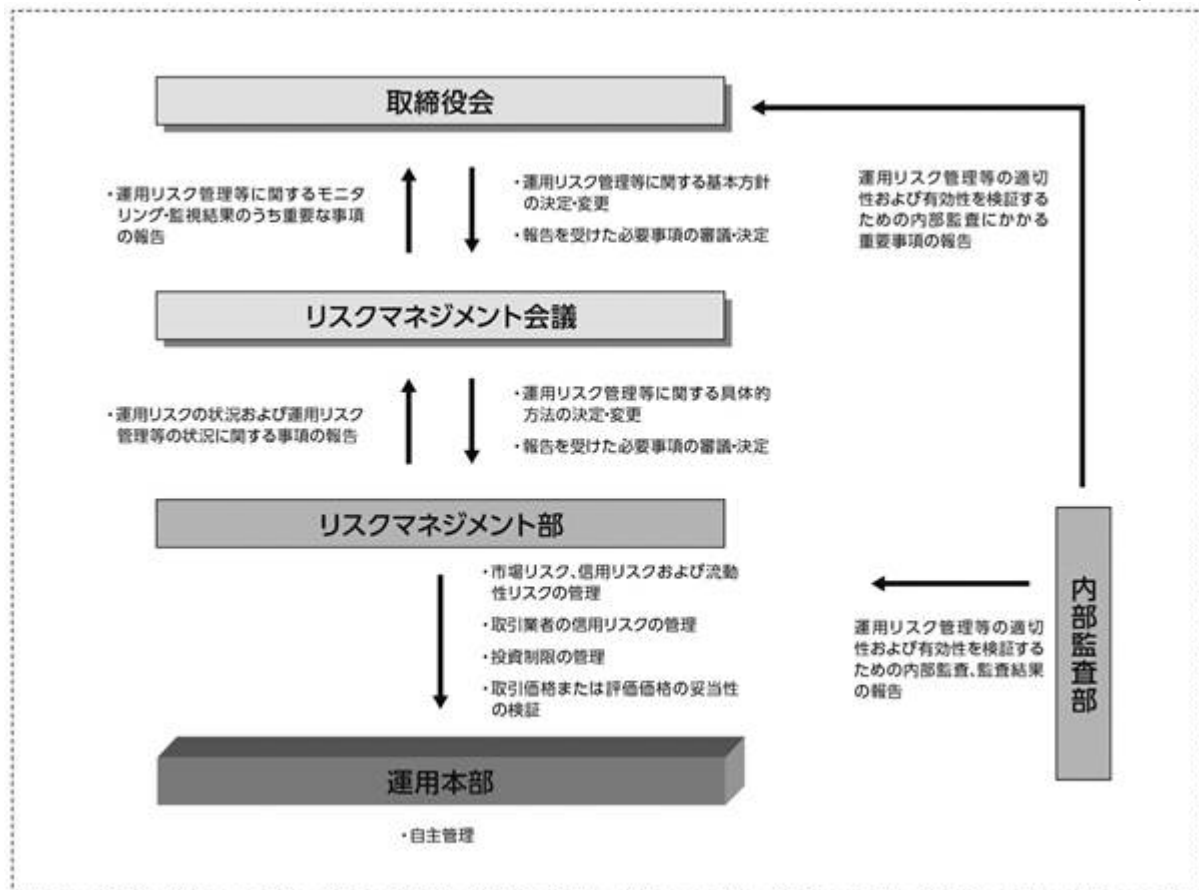 取締役会
・運用リスク管理等に関するモニタ
リング・監視結果のうち重要な事項
の報告
・運用リスク管理等に関する基本方針
の決定・変更
・報告を受けた必要事項の審議・決定
運用リスク管理等の適切
性および有効性を検証す
るための内部監査にかかる
重要事項の報告
リスクマネジメント会議
・運用リスクの状況および運用リスク
管理等の状況に関する事項の報告
・運用リスク管理等に関する具体的
方法の決定・変更
・報告を受けた必要事項の審議・決定
リスクマネジメント部
・市場リスク、信用リスクおよび流動
性リスクの管理
・取引業者の信用リスクの管理
・投資制限の管理
・取引価格または評価価格の妥当性
の検証
運用リスク管理等の適切
性および有効性を検証する
ための内部監査、監査結果
の報告
内部監査部
運用本部
・自主管理